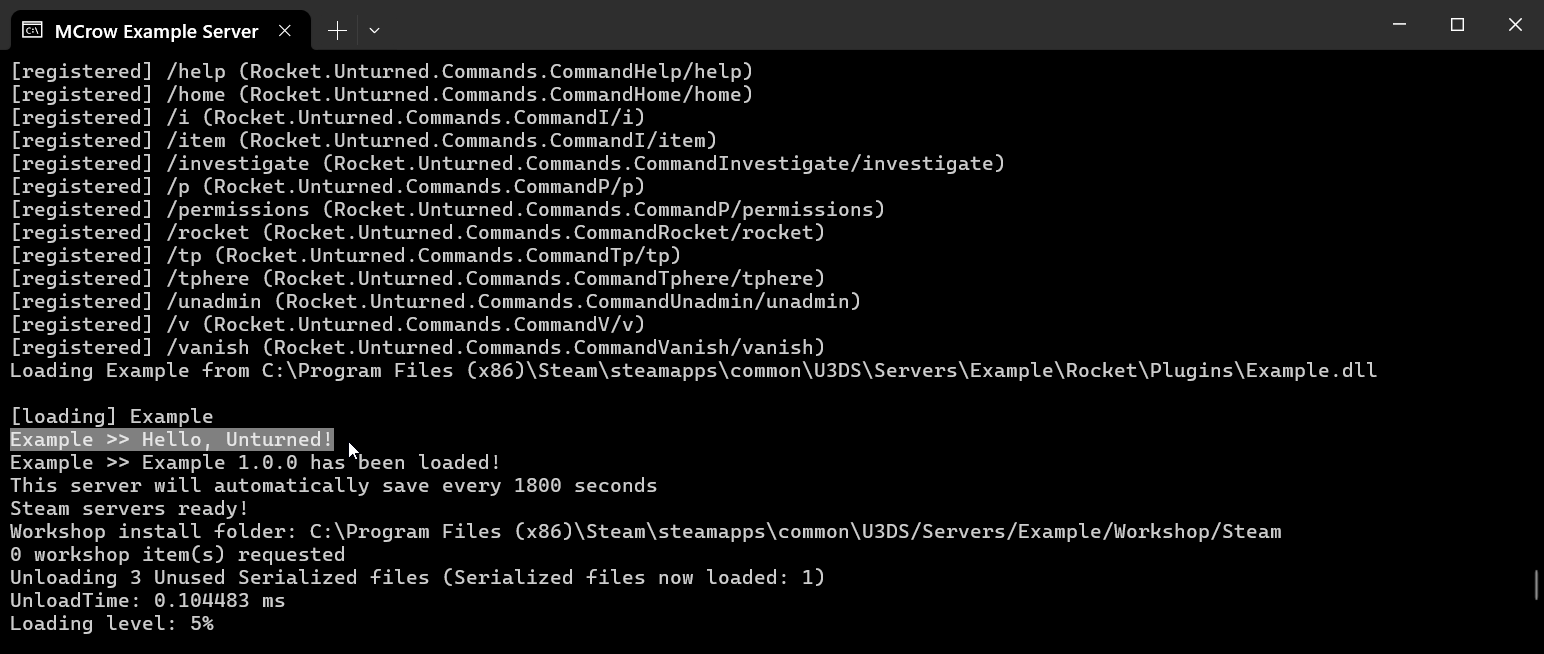 MCrow Example Server
[registered] /help (Rocket.Unturned.Commands.CommandHelp/help)
[registered] /home (Rocket.Unturned.Commands.CommandHome/home)
[registered] /i (Rocket.Unturned.Commands.CommandI/i)
[registered] /item (Rocket.Unturned.Commands.CommandI/item)
[registered] /investigate (Rocket.Unturned.Commands.CommandInvestigate/investigate)
[registered] /p (Rocket.Unturned.Commands.CommandP/p)
[registered] /permissions (Rocket.Unturned.Commands.CommandP/permissions)
[registered] /rocket (Rocket.Unturned.Commands.CommandRocket/rocket)
[registered] /tp (Rocket.Unturned.Commands.CommandTp/tp)
[registered] /tphere (Rocket.Unturned.Commands.CommandTphere/tphere)
[registered] /unadmin (Rocket.Unturned.Commands.CommandUnadmin/unadmin)
[registered] /v (Rocket.Unturned.Commands.CommandV/v)
[registered] /vanish (Rocket.Unturned.Commands.CommandVanish/vanish)
Loading Example from C:\Program Files (x86)\Steam\steamapps\common\U3DS\Servers\Example\Rocket\Plugins\Example.dll
[loading] Example
Example >> Hello, Unturned!
Example >> Example 1.0.0 has been loaded!
This server will automatically save every 1800 seconds
Steam servers ready!
Workshop install folder: C:\Program Files (x86)\Steam\steamapps\common\U3DS/Servers/Example/Workshop/Steam
0 workshop item(s) requested
Unloading 3 Unused Serialized files (Serialized files now loaded: 1)
UnloadTime: 0.104483 ms
Loading level: 5%